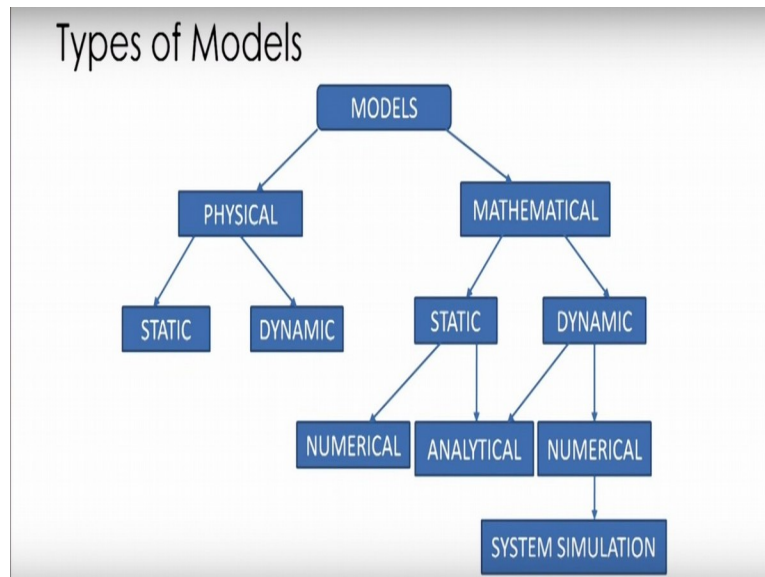 Types of Models
MODELS
PHYSICAL
MATHEMATICAL
STATIC
DYNAMIC
STATIC
DYNAMIC
NUMERICAL
ANALYTICAL
NUMERICAL
SYSTEM SIMULATION